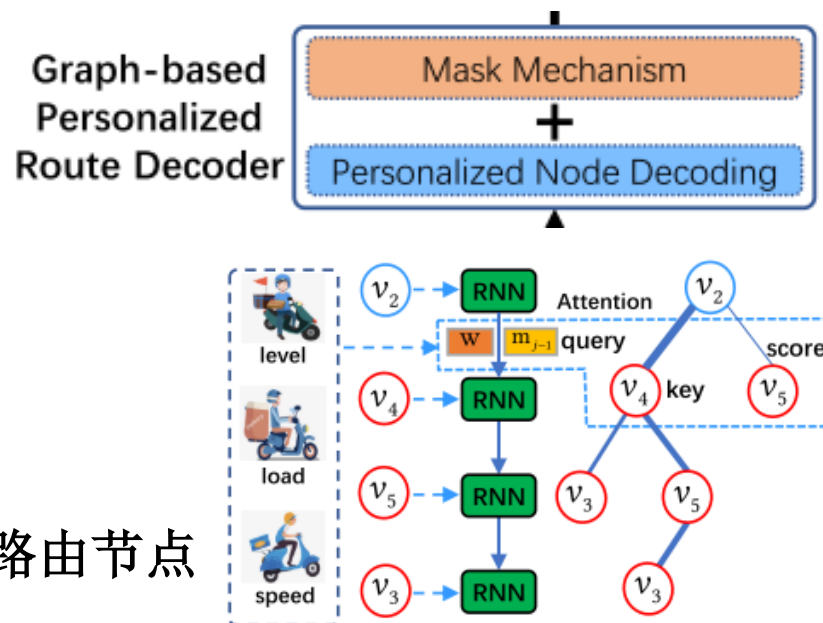 Graph-based
Personalized
Route Decoder
Mask Mechanism
+
Personalized Node Decoding
v₂
RNN
Attention
v₂
level
W
m_{j-1}
query
score
v₄
RNN
v₄
key
v₅
load
v₅
RNN
v₃
v₅
路由节点
speed
v₃
RNN
v₃